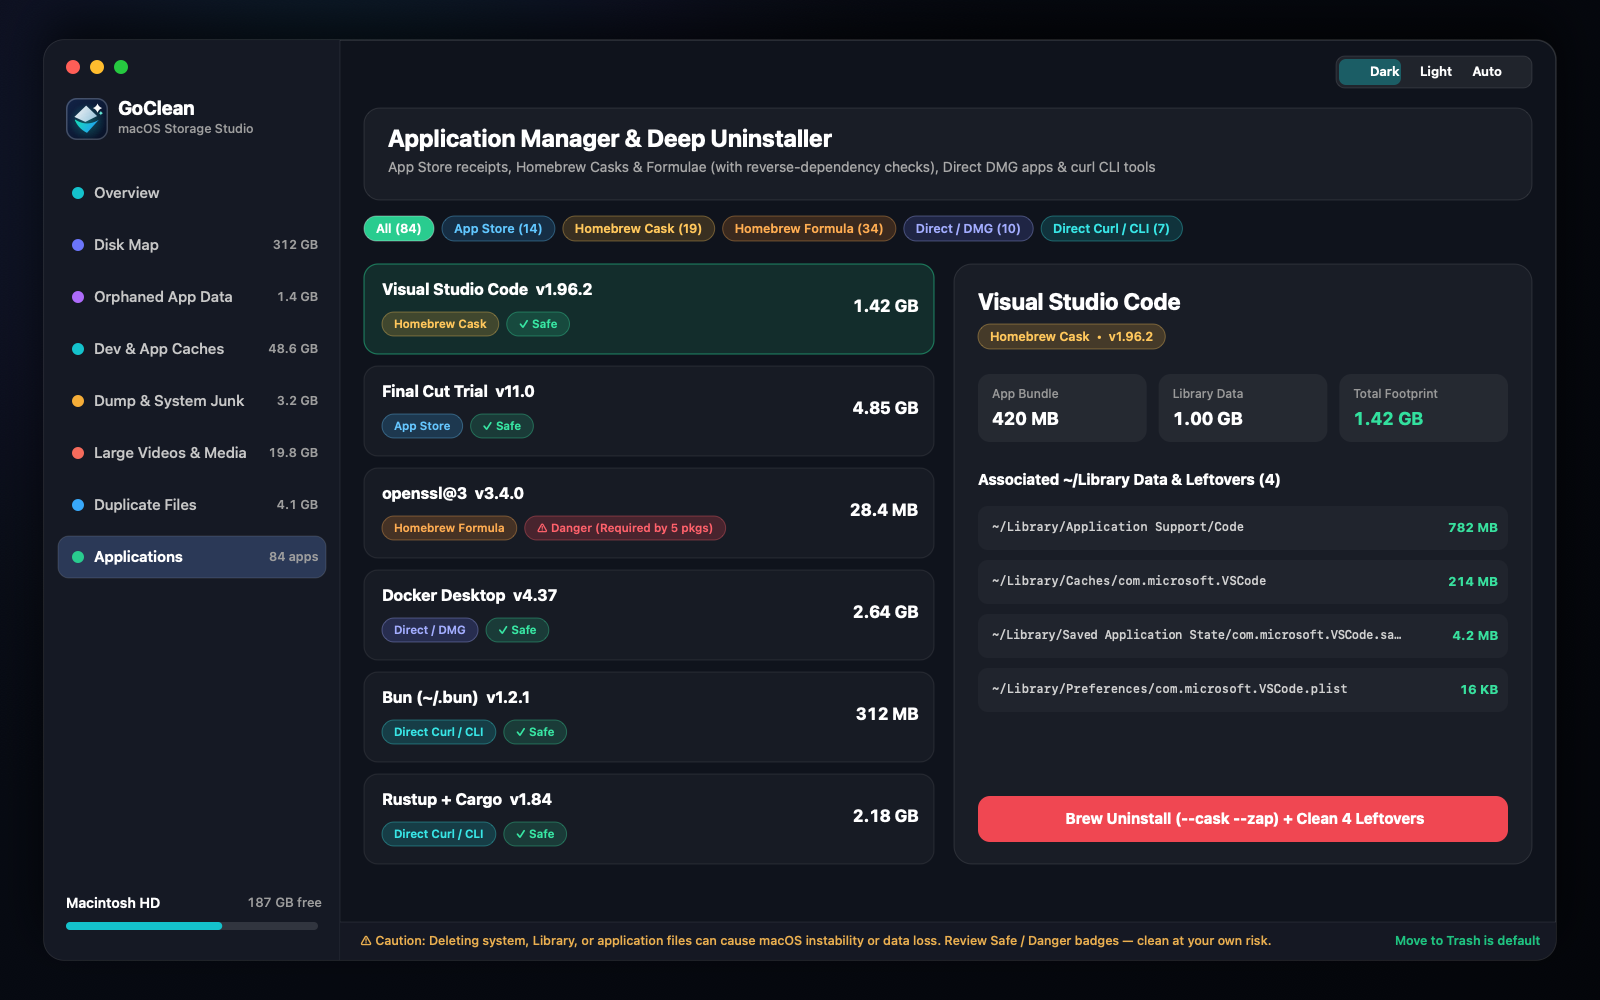 GoClean
macOS Storage Studio
Overview
Disk Map 312 GB
Orphaned App Data 1.4 GB
Dev & App Caches 48.6 GB
Dump & System Junk 3.2 GB
Large Videos & Media 19.8 GB
Duplicate Files 4.1 GB
Applications 84 apps
Macintosh HD 187 GB free
Dark Light Auto
Application Manager & Deep Uninstaller
App Store receipts, Homebrew Casks & Formulae (with reverse-dependency checks), Direct DMG apps & curl CLI tools
All (84) App Store (14) Homebrew Cask (19) Homebrew Formula (34) Direct / DMG (10) Direct Curl / CLI (7)
Visual Studio Code v1.96.2
1.42 GB
Homebrew Cask ✓ Safe
Final Cut Trial v11.0
4.85 GB
App Store ✓ Safe
openssl@3 v3.4.0
28.4 MB
Homebrew Formula ⚠ Danger (Required by 5 pkgs)
Docker Desktop v4.37
2.64 GB
Direct / DMG ✓ Safe
Bun (~/.bun) v1.2.1
312 MB
Direct Curl / CLI ✓ Safe
Rustup + Cargo v1.84
2.18 GB
Direct Curl / CLI ✓ Safe
Visual Studio Code
Homebrew Cask • v1.96.2
App Bundle Library Data Total Footprint
420 MB 1.00 GB 1.42 GB
Associated ~/Library Data & Leftovers (4)
~/Library/Application Support/Code 782 MB
~/Library/Caches/com.microsoft.VSCode 214 MB
~/Library/Saved Application State/com.microsoft.VSCode.sa… 4.2 MB
~/Library/Preferences/com.microsoft.VSCode.plist 16 KB
Brew Uninstall (--cask --zap) + Clean 4 Leftovers
⚠ Caution: Deleting system, Library, or application files can cause macOS instability or data loss. Review Safe / Danger badges — clean at your own risk. Move to Trash is default